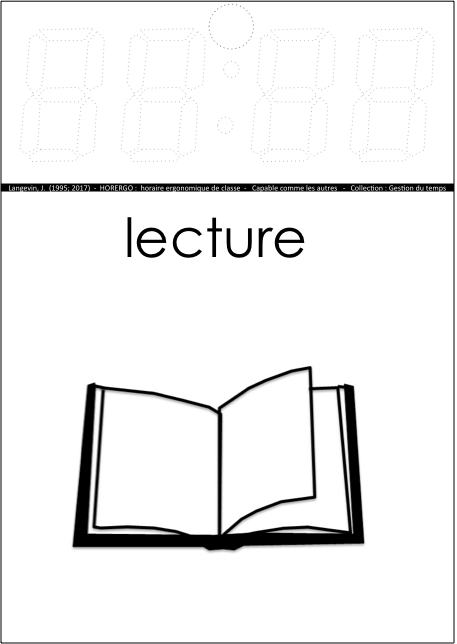 Langevin, J. (1995; 2017) - HORERGO : horaire ergonomique de classe - Capable comme les autres - Collection : Gestion du temps
lecture